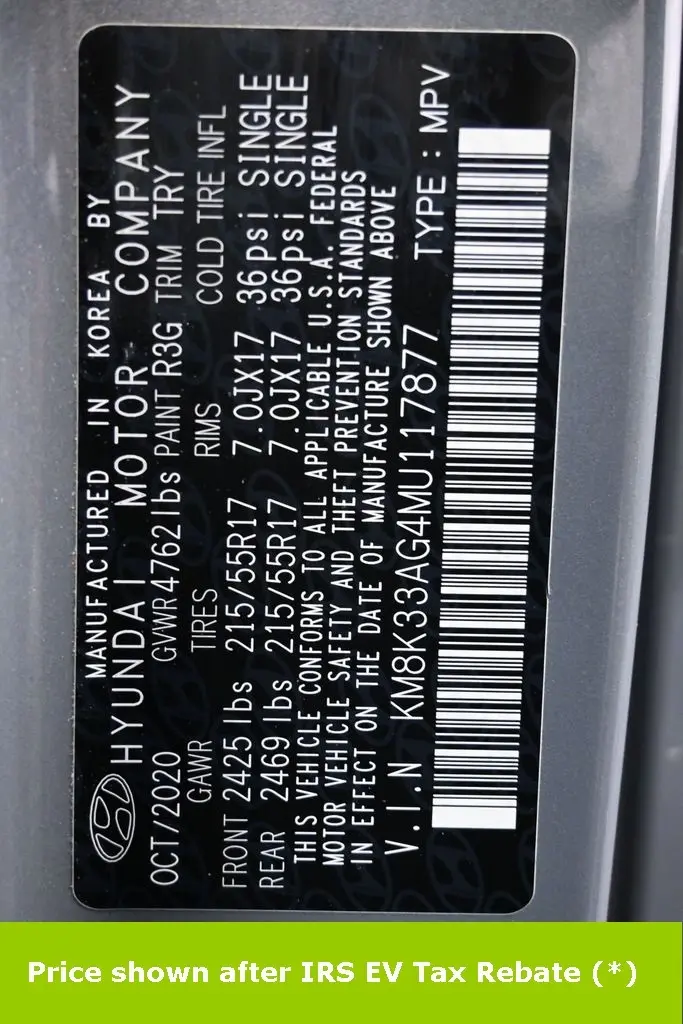 MANUFACTURED IN KOREA BY
HYUNDAI MOTOR COMPANY
OCT/2020 GVWR 4762 lbs PAINT R3G TRIM TRY
GAWR TIRES RIMS COLD TIRE INFL
FRONT 2425 lbs 215/55R17 7.0JX17 36psi SINGLE
REAR 2469 lbs 215/55R17 7.0JX17 36psi SINGLE
THIS VEHICLE CONFORMS TO ALL APPLICABLE U.S.A. FEDERAL
MOTOR VEHICLE SAFETY AND THEFT PREVENTION STANDARDS
IN EFFECT ON THE DATE OF MANUFACTURE SHOWN ABOVE
V.I.N KM8K33AG4MU117877 TYPE : MPV
Price shown after IRS EV Tax Rebate (*)